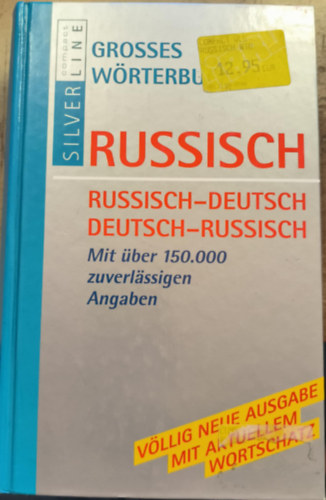 compact
SILVER LINE
GROSSES
WÖRTERBU
12.95
RUSSISCH
RUSSISCH–DEUTSCH
DEUTSCH–RUSSISCH
Mit über 150.000
zuverlässigen
Angaben
VÖLLIG NEUE AUSGABE
MIT AKTUELLEM
WORTSCHATZ